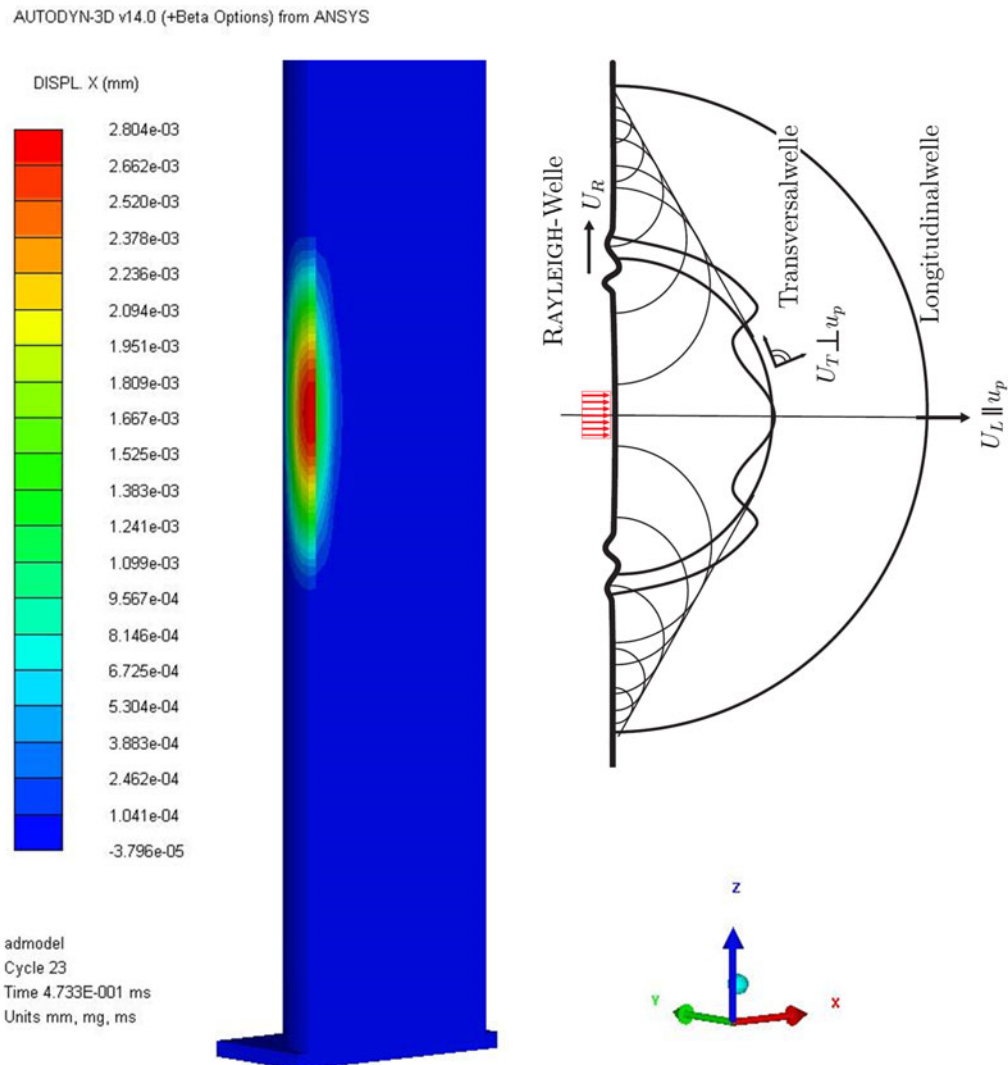 AUTODYN-3D v14.0 (+Beta Options) from ANSYS
DISPL. X (mm)
2.804e-03
2.662e-03
2.520e-03
2.378e-03
2.236e-03
2.094e-03
1.951e-03
1.809e-03
1.667e-03
1.525e-03
1.383e-03
1.241e-03
1.099e-03
9.567e-04
8.146e-04
6.725e-04
5.304e-04
3.883e-04
2.462e-04
1.041e-04
-3.796e-05
admodel
Cycle 23
Time 4.733E-001 ms
Units mm, mg, ms
RAYLEIGH-Welle
U_R
Transversalwelle
U_T ⊥ u_p
Longitudinalwelle
U_L ∥ u_p
Z
Y
X